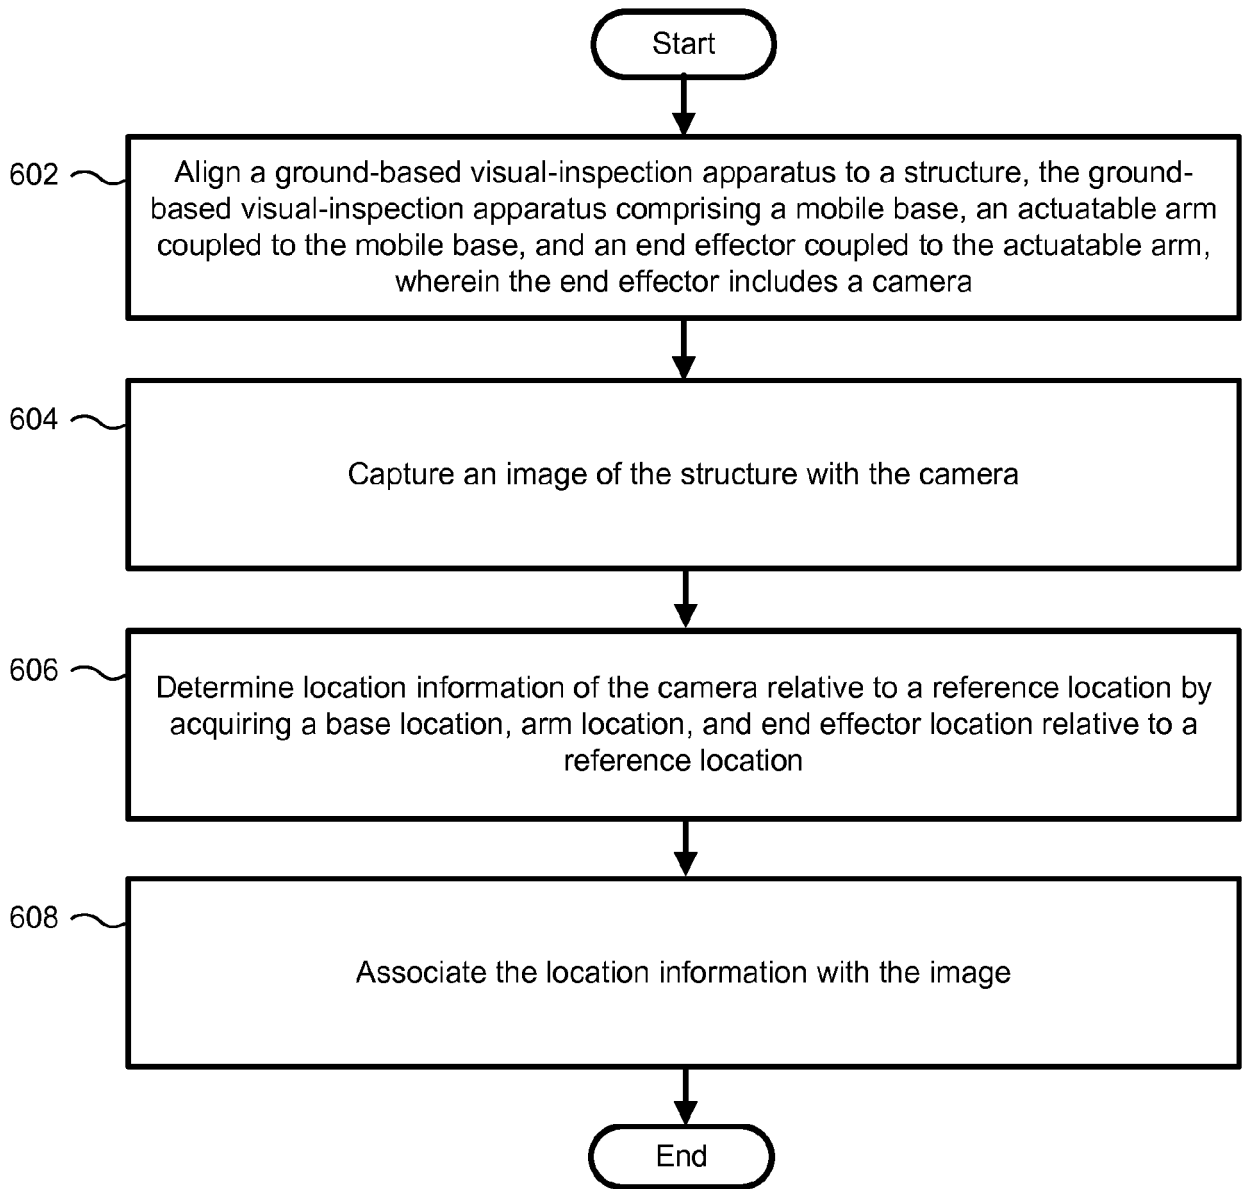 Start
602
Align a ground-based visual-inspection apparatus to a structure, the ground-
based visual-inspection apparatus comprising a mobile base, an actuatable arm
coupled to the mobile base, and an end effector coupled to the actuatable arm,
wherein the end effector includes a camera
604
Capture an image of the structure with the camera
606
Determine location information of the camera relative to a reference location by
acquiring a base location, arm location, and end effector location relative to a
reference location
608
Associate the location information with the image
End